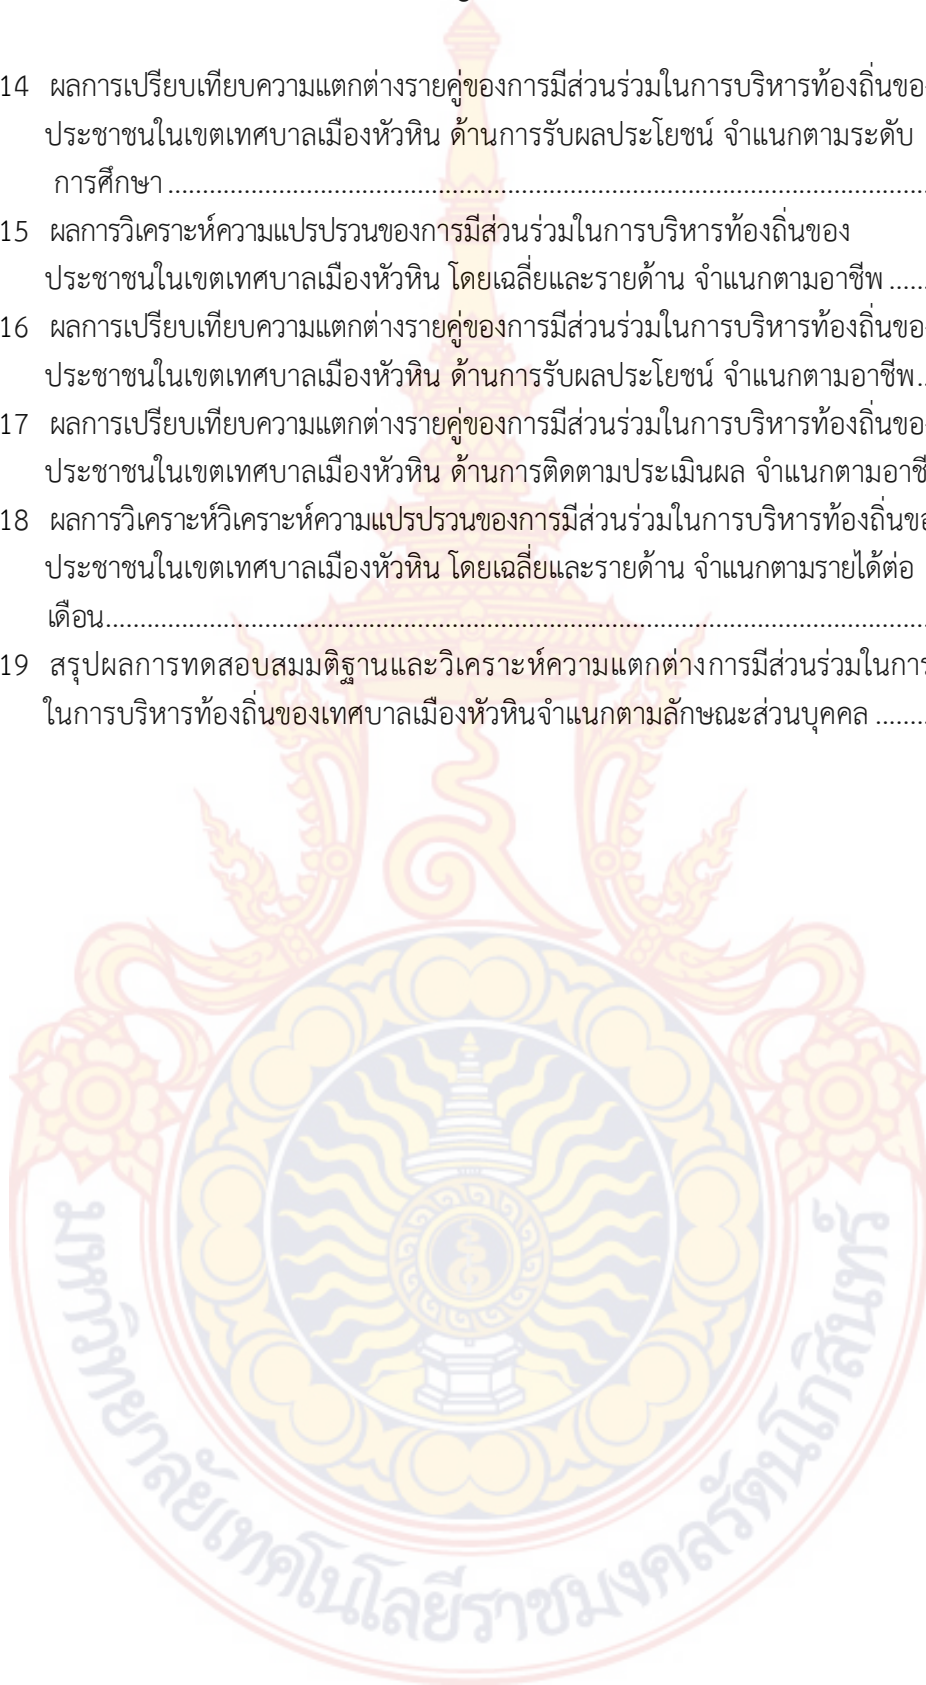 14 ผลการเปรียบเทียบความแตกต่างรายคู่ของการมีส่วนร่วมในการบริหารท้องถิ่นของ
ประชาชนในเขตเทศบาลเมืองหัวหิน ด้านการรับผลประโยชน์ จำแนกตามระดับ
การศึกษา ................................................................................
15 ผลการวิเคราะห์ความแปรปรวนของการมีส่วนร่วมในการบริหารท้องถิ่นของ
ประชาชนในเขตเทศบาลเมืองหัวหิน โดยเฉลี่ยและรายด้าน จำแนกตามอาชีพ ......
16 ผลการเปรียบเทียบความแตกต่างรายคู่ของการมีส่วนร่วมในการบริหารท้องถิ่นของ
ประชาชนในเขตเทศบาลเมืองหัวหิน ด้านการรับผลประโยชน์ จำแนกตามอาชีพ..
17 ผลการเปรียบเทียบความแตกต่างรายคู่ของการมีส่วนร่วมในการบริหารท้องถิ่นของ
ประชาชนในเขตเทศบาลเมืองหัวหิน ด้านการติดตามประเมินผล จำแนกตามอาชี
18 ผลการวิเคราะห์วิเคราะห์ความแปรปรวนของการมีส่วนร่วมในการบริหารท้องถิ่นขอ
ประชาชนในเขตเทศบาลเมืองหัวหิน โดยเฉลี่ยและรายด้าน จำแนกตามรายได้ต่อ
เดือน................................................................................
19 สรุปผลการทดสอบสมมติฐานและวิเคราะห์ความแตกต่างการมีส่วนร่วมในการ
ในการบริหารท้องถิ่นของเทศบาลเมืองหัวหินจำแนกตามลักษณะส่วนบุคคล ........
มหาวิทยาลัยเทคโนโลยีราชมงคลรัตนโกสินทร์